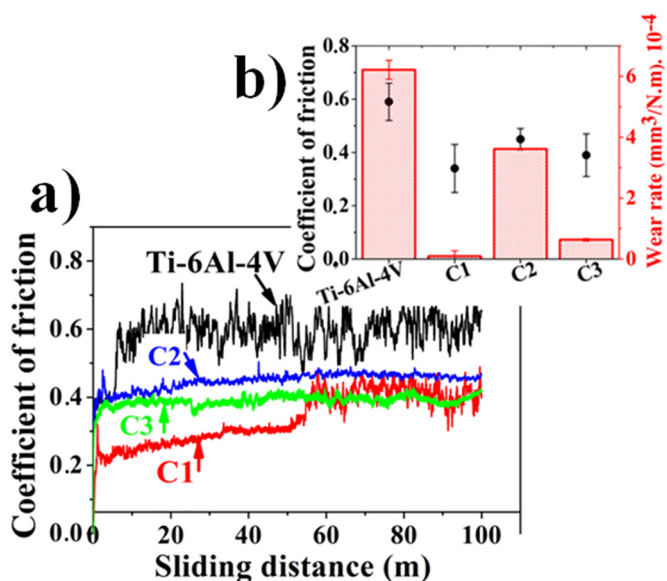 b)
0.8
0.6
0.4
0.2
0.0
Coefficient of friction
6
4
2
0
Wear rate (mm³/N.m). 10⁻⁴
Ti-6Al-4V
C1
C2
C3
a)
0.8
0.6
0.4
0.2
0.0
Coefficient of friction
Ti-6Al-4V
C2
C3
C1
0
20
40
60
80
100
Sliding distance (m)